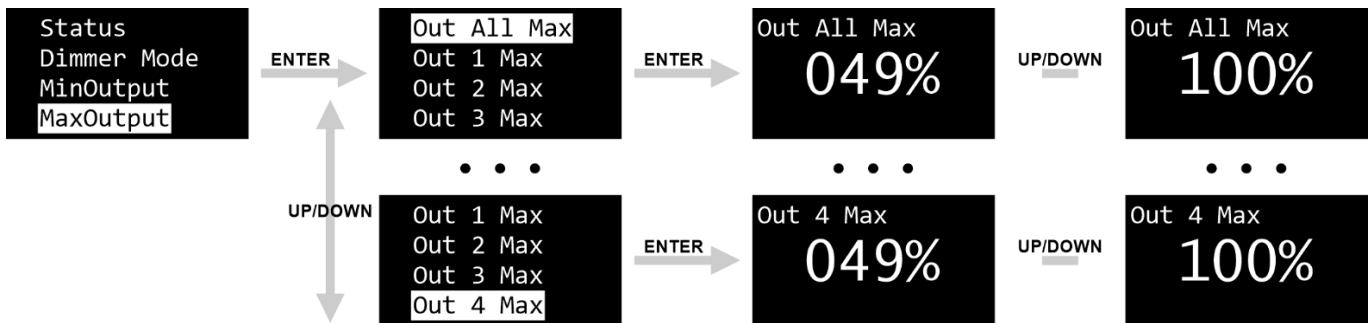 Status
Dimmer Mode
MinOutput
MaxOutput
ENTER
Out All Max
Out 1 Max
Out 2 Max
Out 3 Max
ENTER
Out All Max
049%
UP/DOWN
Out All Max
100%
UP/DOWN
Out 1 Max
Out 2 Max
Out 3 Max
Out 4 Max
ENTER
Out 4 Max
049%
UP/DOWN
Out 4 Max
100%